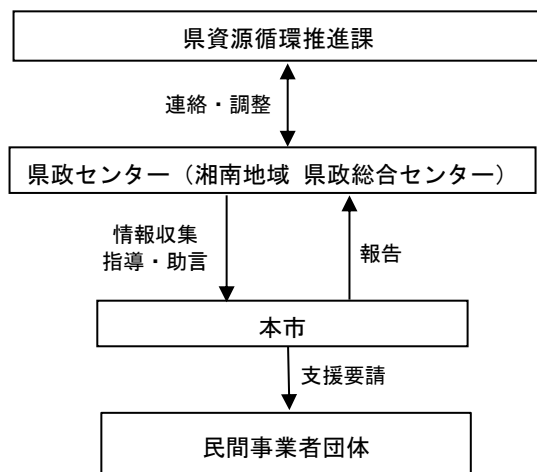 県資源循環推進課
連絡・調整
県政センター（湘南地域 県政総合センター）
情報収集
指導・助言
報告
本市
支援要請
民間事業者団体